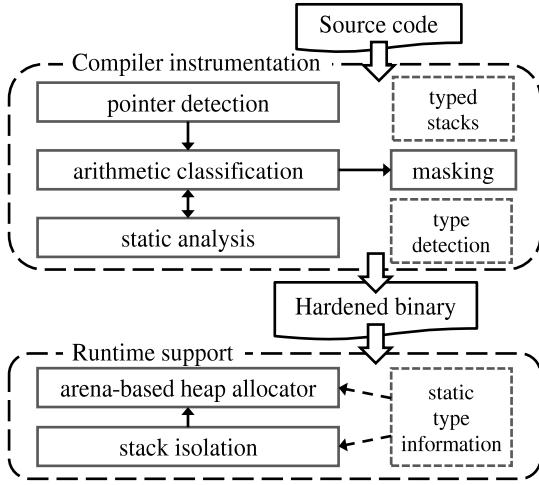 Source code
Compiler instrumentation
pointer detection
typed
stacks
arithmetic classification
masking
static analysis
type
detection
Hardened binary
Runtime support
arena-based heap allocator
static
type
information
stack isolation